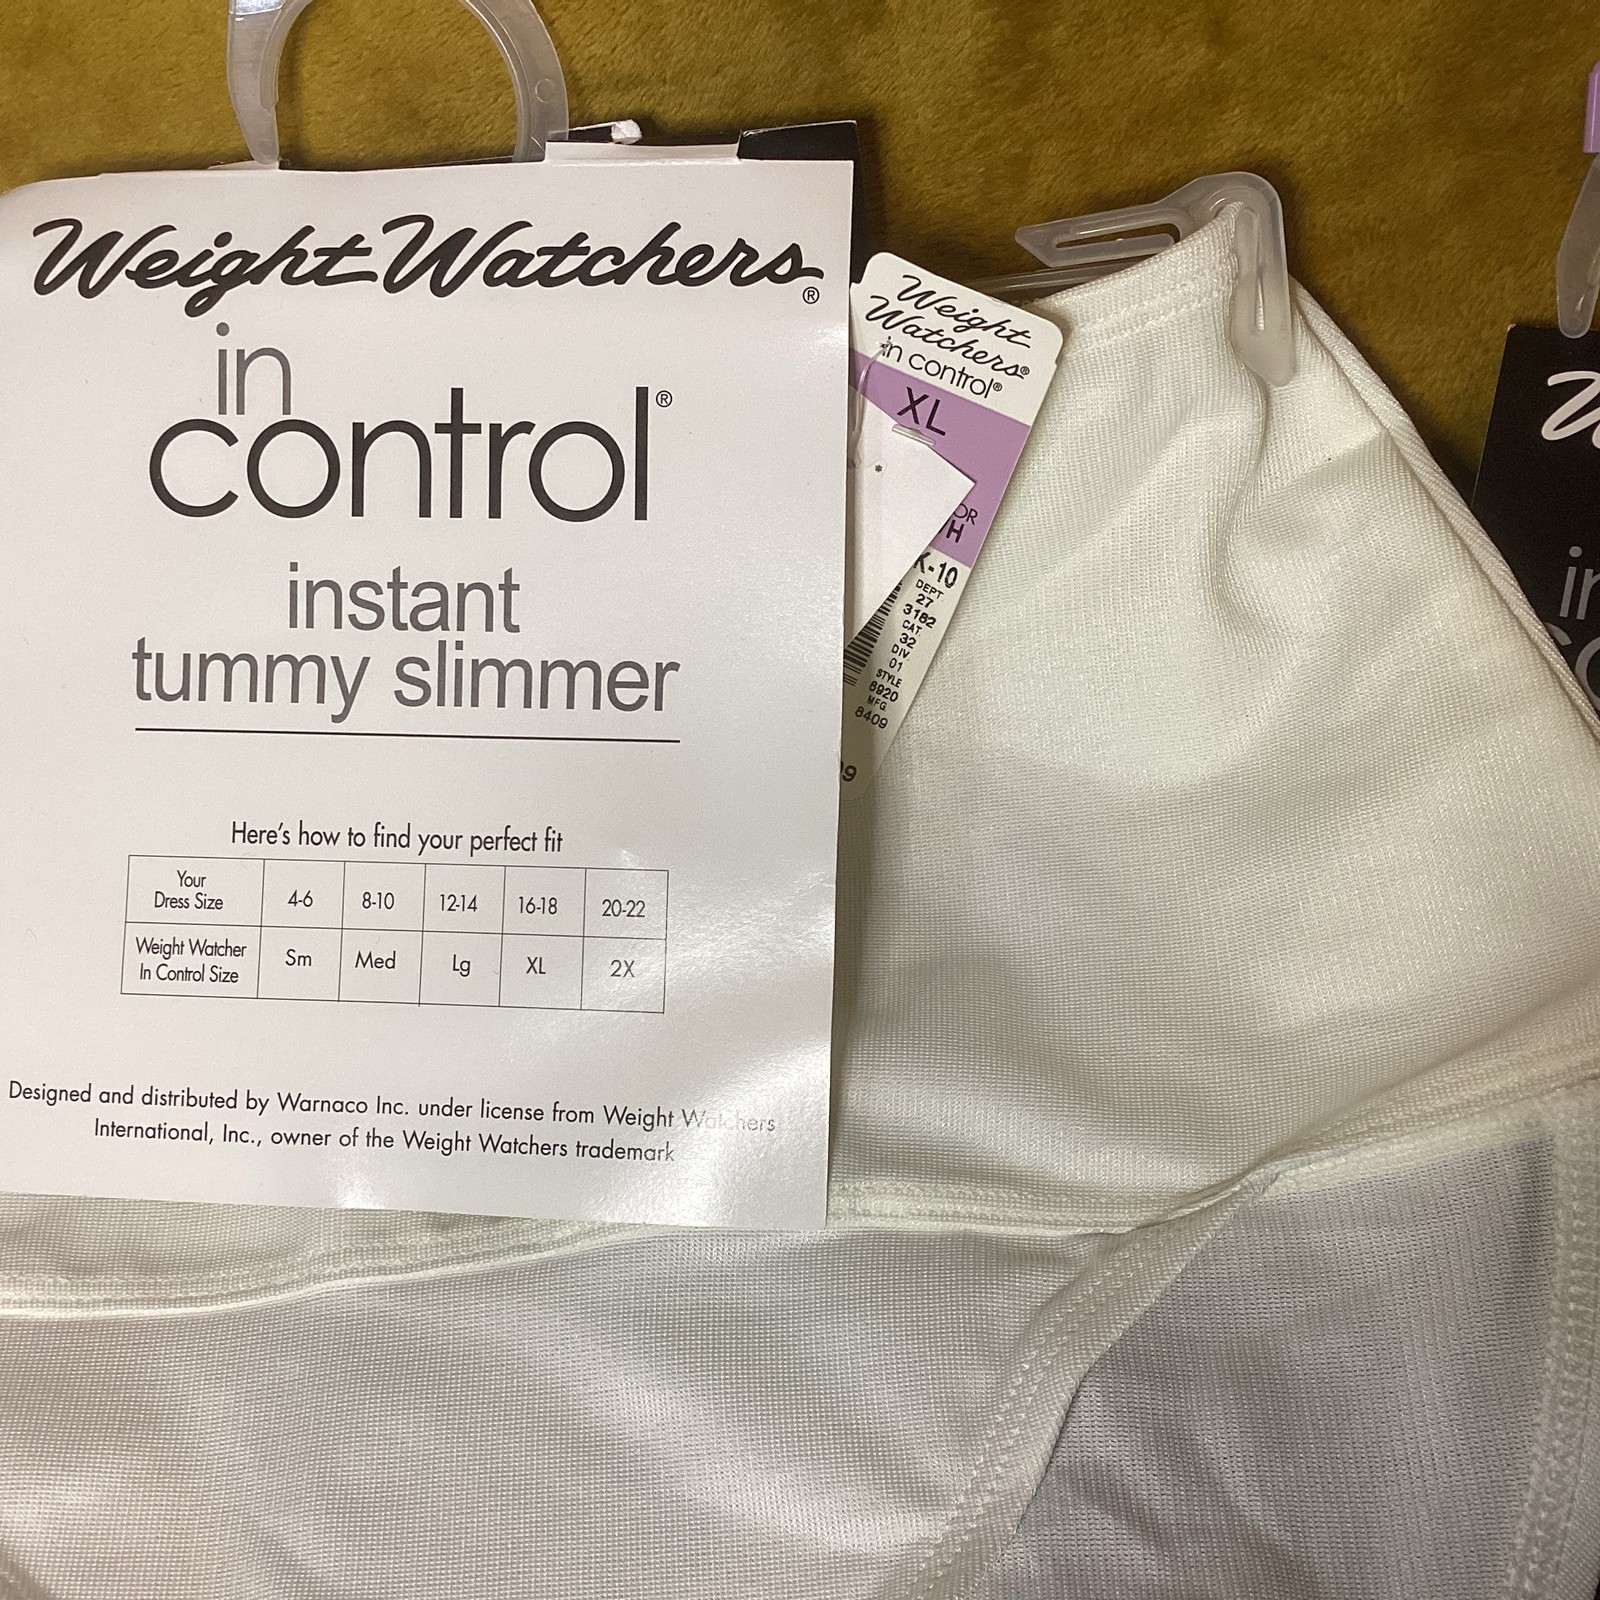 Weight Watchers®
in
control®
instant
tummy slimmer
Here's how to find your perfect fit
Your Dress Size 4-6 8-10 12-14 16-18 20-22
Weight Watcher In Control Size Sm Med Lg XL 2X
Designed and distributed by Warnaco Inc. under license from Weight Watchers
International, Inc., owner of the Weight Watchers trademark
Weight
Watchers®
in control®
XL
-10
DEPT
27
3182
CAT.
32
DIV
01
STYLE
6920
MFG
8409